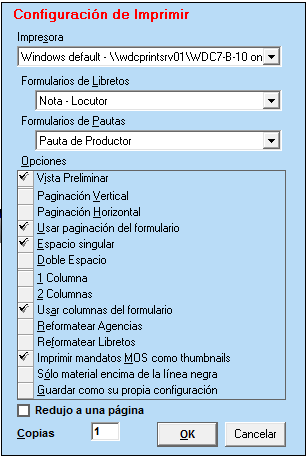 Configuración de Imprimir
Impresora
Windows default - \\wdcprintsrv01\WDC7-B-10 on
Formularios de Libretos
Nota - Locutor
Formularios de Pautas
Pauta de Productor
Opciones
Vista Preliminar
Paginación Vertical
Paginación Horizontal
Usar paginación del formulario
Espacio singular
Doble Espacio
1 Columna
2 Columnas
Usar columnas del formulario
Reformatear Agencias
Reformatear Libretos
Imprimir mandatos MOS como thumbnails
Sólo material encima de la línea negra
Guardar como su propia configuración
Redujo a una página
Copias 1 OK Cancelar